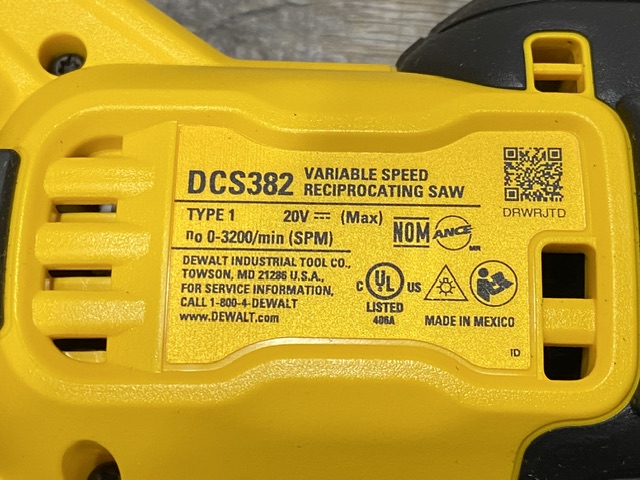 DCS382 VARIABLE SPEED
RECIPROCATING SAW
TYPE 1 20V ⎓ (Max)
no 0-3200/min (SPM)
DEWALT INDUSTRIAL TOOL CO.,
TOWSON, MD 21286 U.S.A.,
FOR SERVICE INFORMATION,
CALL 1-800-4-DEWALT
www.DEWALT.com
NOM ANCE MR
C UL US
LISTED
406A
MADE IN MEXICO
DRWRJTD
ID